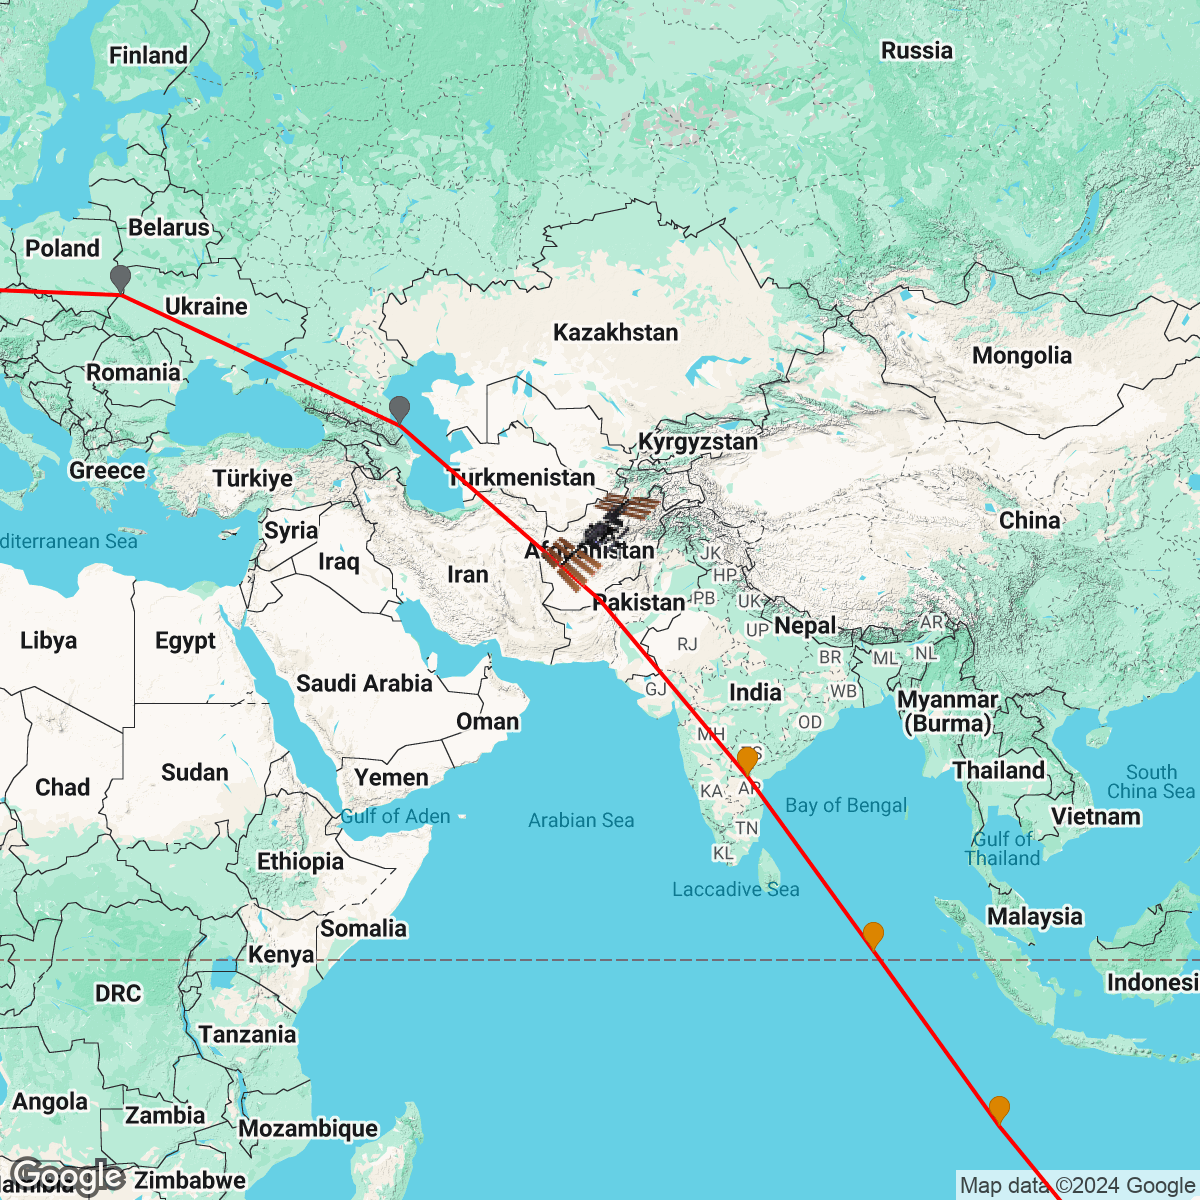 Finland
Russia
Belarus
Poland
Ukraine
Kazakhstan
Mongolia
Romania
Kyrgyzstan
Greece
Türkiye
Turkmenistan
China
Syria
diterranean Sea
Afghanistan
JK
Iraq
Iran
HP
PB
UK
Pakistan
AR
Nepal
UP
Libya
Egypt
RJ
NL
BR
ML
Saudi Arabia
GJ
India
WB
Myanmar
(Burma)
Oman
OD
MH
TS
Sudan
Yemen
Thailand
South
China Sea
Chad
KA
AP
Bay of Bengal
Gulf of Aden
Arabian Sea
Vietnam
TN
Gulf of
Thailand
KL
Ethiopia
Laccadive Sea
Malaysia
Somalia
Kenya
Indonesi
DRC
Tanzania
Angola
Zambia
Mozambique
Google
Namibia
Zimbabwe
Map data ©2024 Google